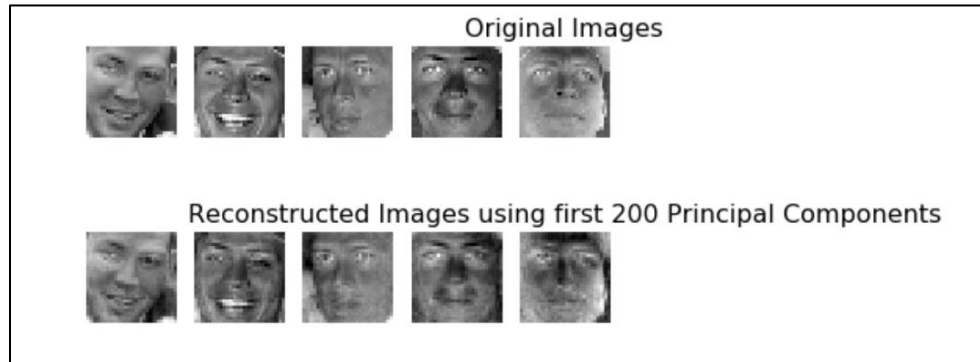 Original Images
Reconstructed Images using first 200 Principal Components